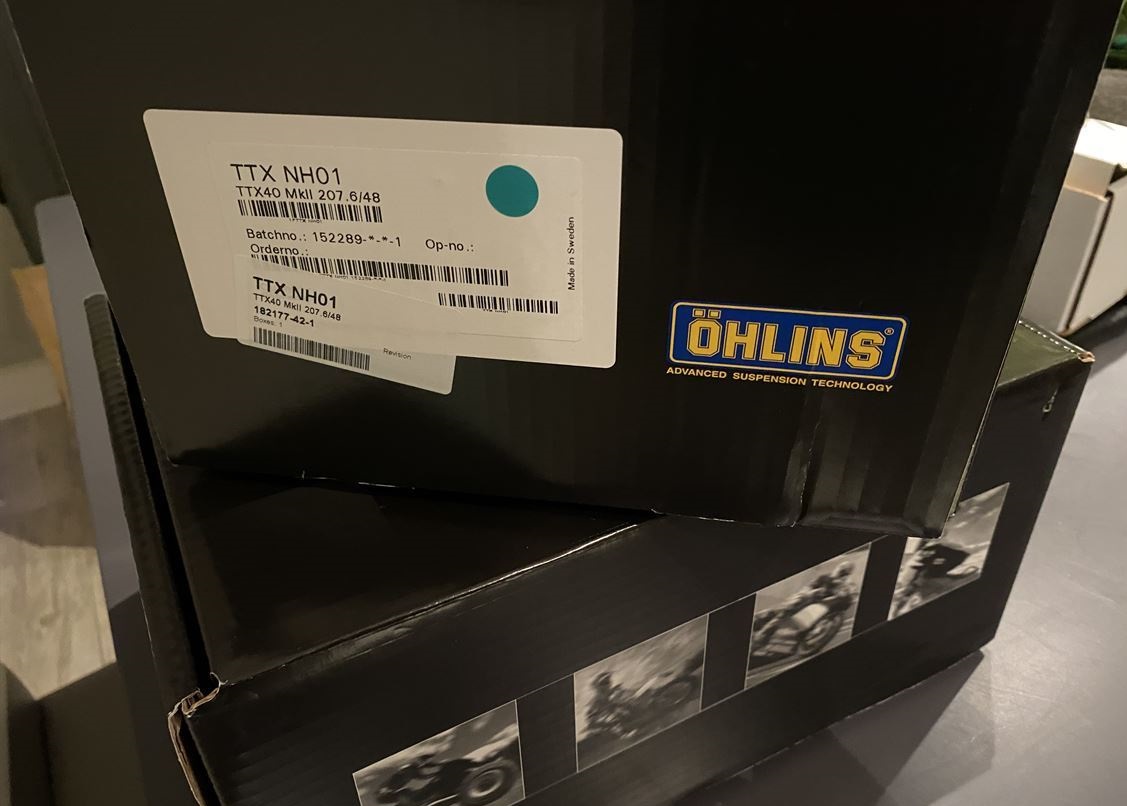 TTX NH01
TTX40 MkII 207.6/48
Batchno.: 152289-*-*-1 Op-no.:
Orderno.:
Made in Sweden
TTX NH01
TTX40 MkII 207.6/48
182177-42-1
Boxes: 1
Revision
ÖHLINS®
ADVANCED SUSPENSION TECHNOLOGY